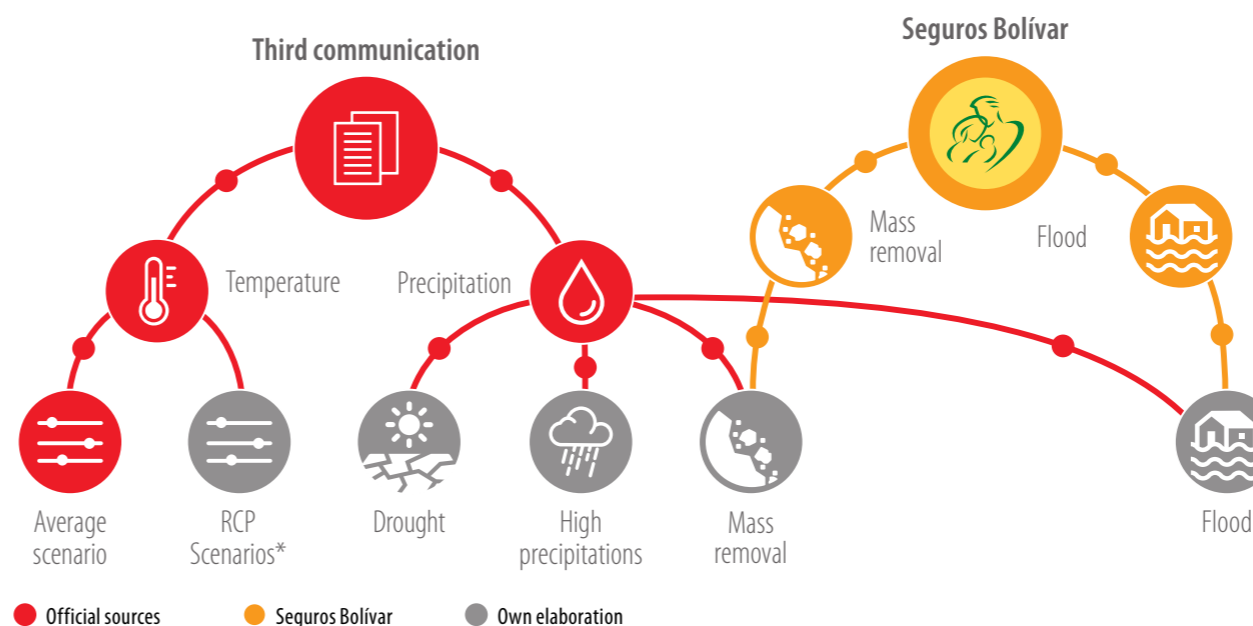 Third communication
Seguros Bolívar
Temperature
Precipitation
Mass
removal
Flood
Average
scenario
RCP
Scenarios*
Drought
High
precipitations
Mass
removal
Flood
Official sources
Seguros Bolívar
Own elaboration